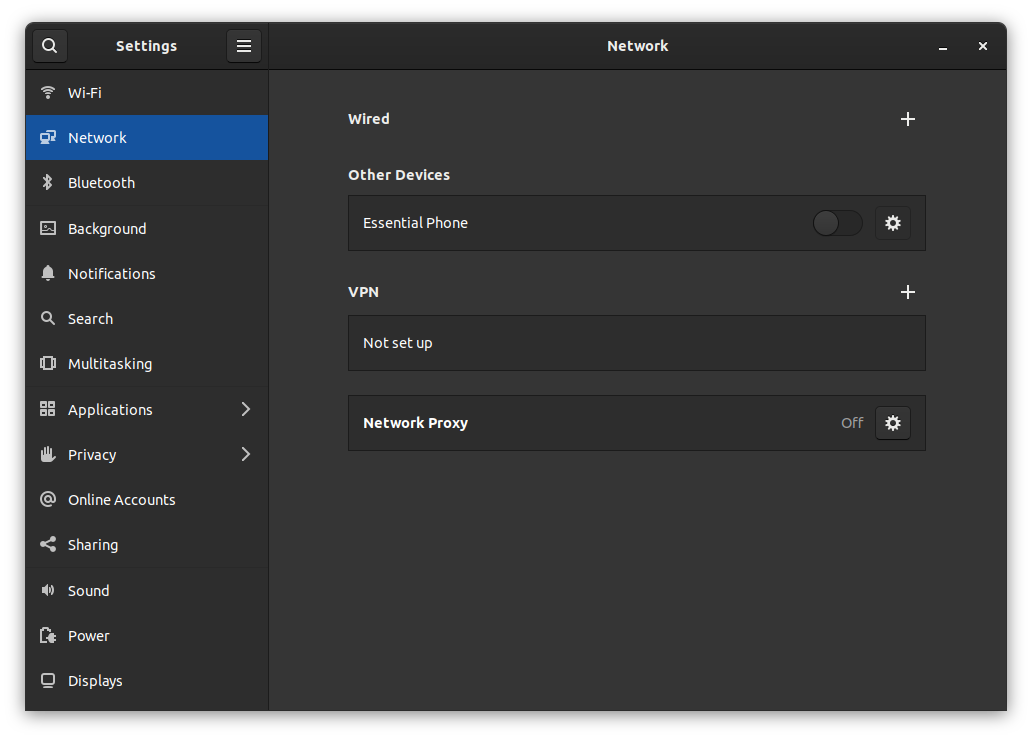 Settings
Network
Wi-Fi
Network
Bluetooth
Background
Notifications
Search
Multitasking
Applications
Privacy
Online Accounts
Sharing
Sound
Power
Displays
Wired
Other Devices
Essential Phone
VPN
Not set up
Network Proxy Off